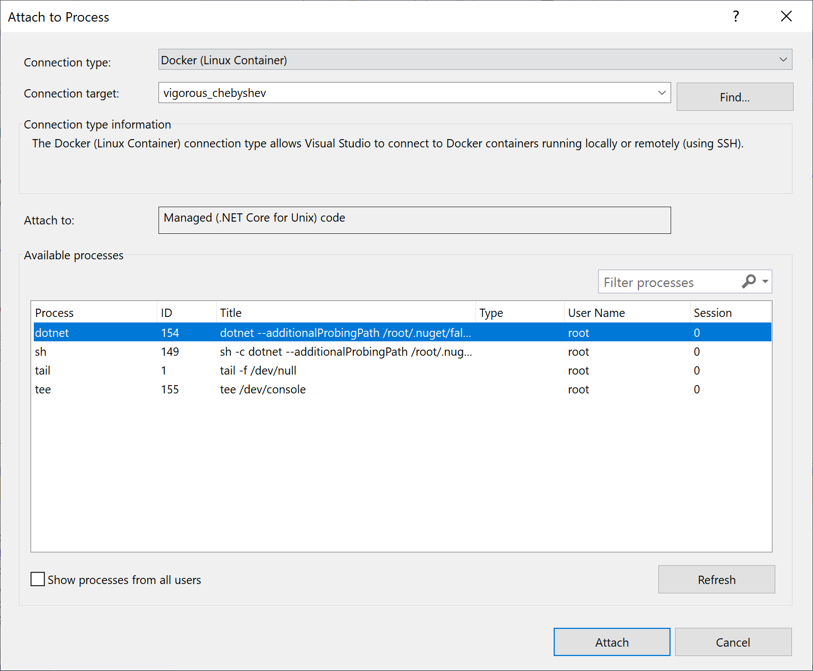 Attach to Process
?
Connection type: Docker (Linux Container)
Connection target: vigorous_chebyshev Find...
Connection type information
The Docker (Linux Container) connection type allows Visual Studio to connect to Docker containers running locally or remotely (using SSH).
Attach to: Managed (.NET Core for Unix) code
Available processes
Filter processes
Process ID Title Type User Name Session
dotnet 154 dotnet --additionalProbingPath /root/.nuget/fal... root 0
sh 149 sh -c dotnet --additionalProbingPath /root/.nug... root 0
tail 1 tail -f /dev/null root 0
tee 155 tee /dev/console root 0
Show processes from all users Refresh
Attach Cancel